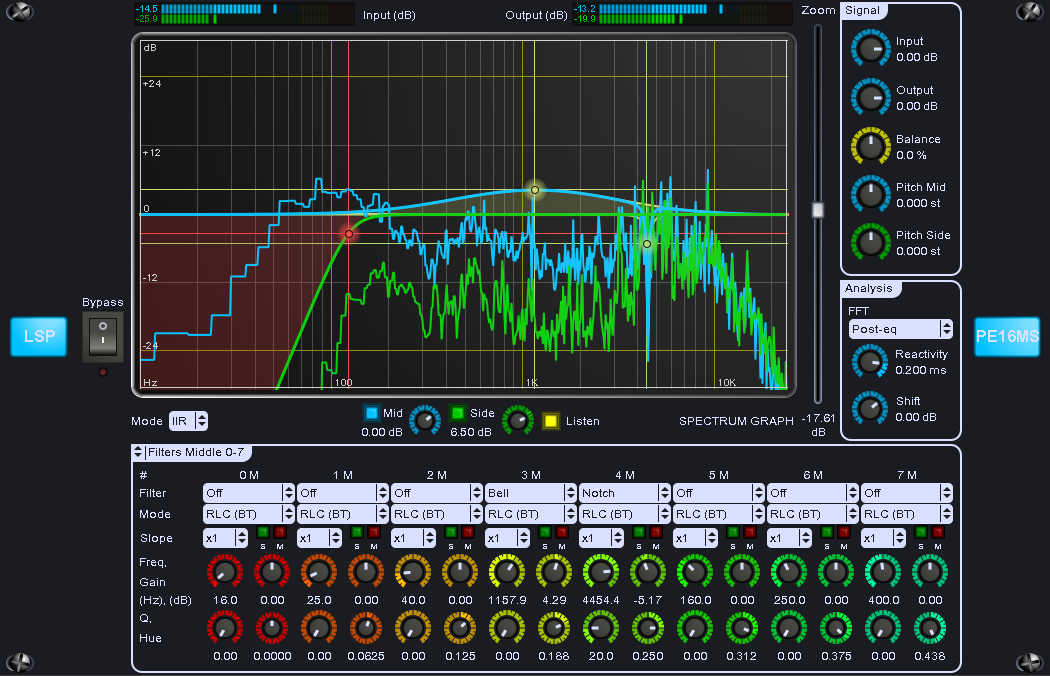 -14.5
-25.9
Input (dB)
Output (dB)
-13.2
-19.9
Zoom
Signal
Input
0.00 dB
Output
0.00 dB
Balance
0.0 %
Pitch Mid
0.000 st
Pitch Side
0.000 st
dB
+24
+12
0
-12
-24
Hz
100
1K
10K
Bypass
LSP
PE16MS
Analysis
FFT
Post-eq
Reactivity
0.200 ms
Shift
0.00 dB
Mode
IIR
Mid
0.00 dB
Side
6.50 dB
Listen
SPECTRUM GRAPH
-17.61
dB
Filters Middle 0-7
# 0 M 1 M 2 M 3 M 4 M 5 M 6 M 7 M
Filter Off Off Off Bell Notch Off Off Off
Mode RLC (BT) RLC (BT) RLC (BT) RLC (BT) RLC (BT) RLC (BT) RLC (BT) RLC (BT)
Slope x1 x1 x1 x1 x1 x1 x1 x1
S M S M S M S M S M S M S M S M
Freq,
Gain
(Hz), (dB) 16.0 0.00 25.0 0.00 40.0 0.00 1157.9 4.29 4454.4 -5.17 160.0 0.00 250.0 0.00 400.0 0.00
Q,
Hue
0.00 0.0000 0.00 0.0625 0.00 0.125 0.00 0.188 20.0 0.250 0.00 0.312 0.00 0.375 0.00 0.438